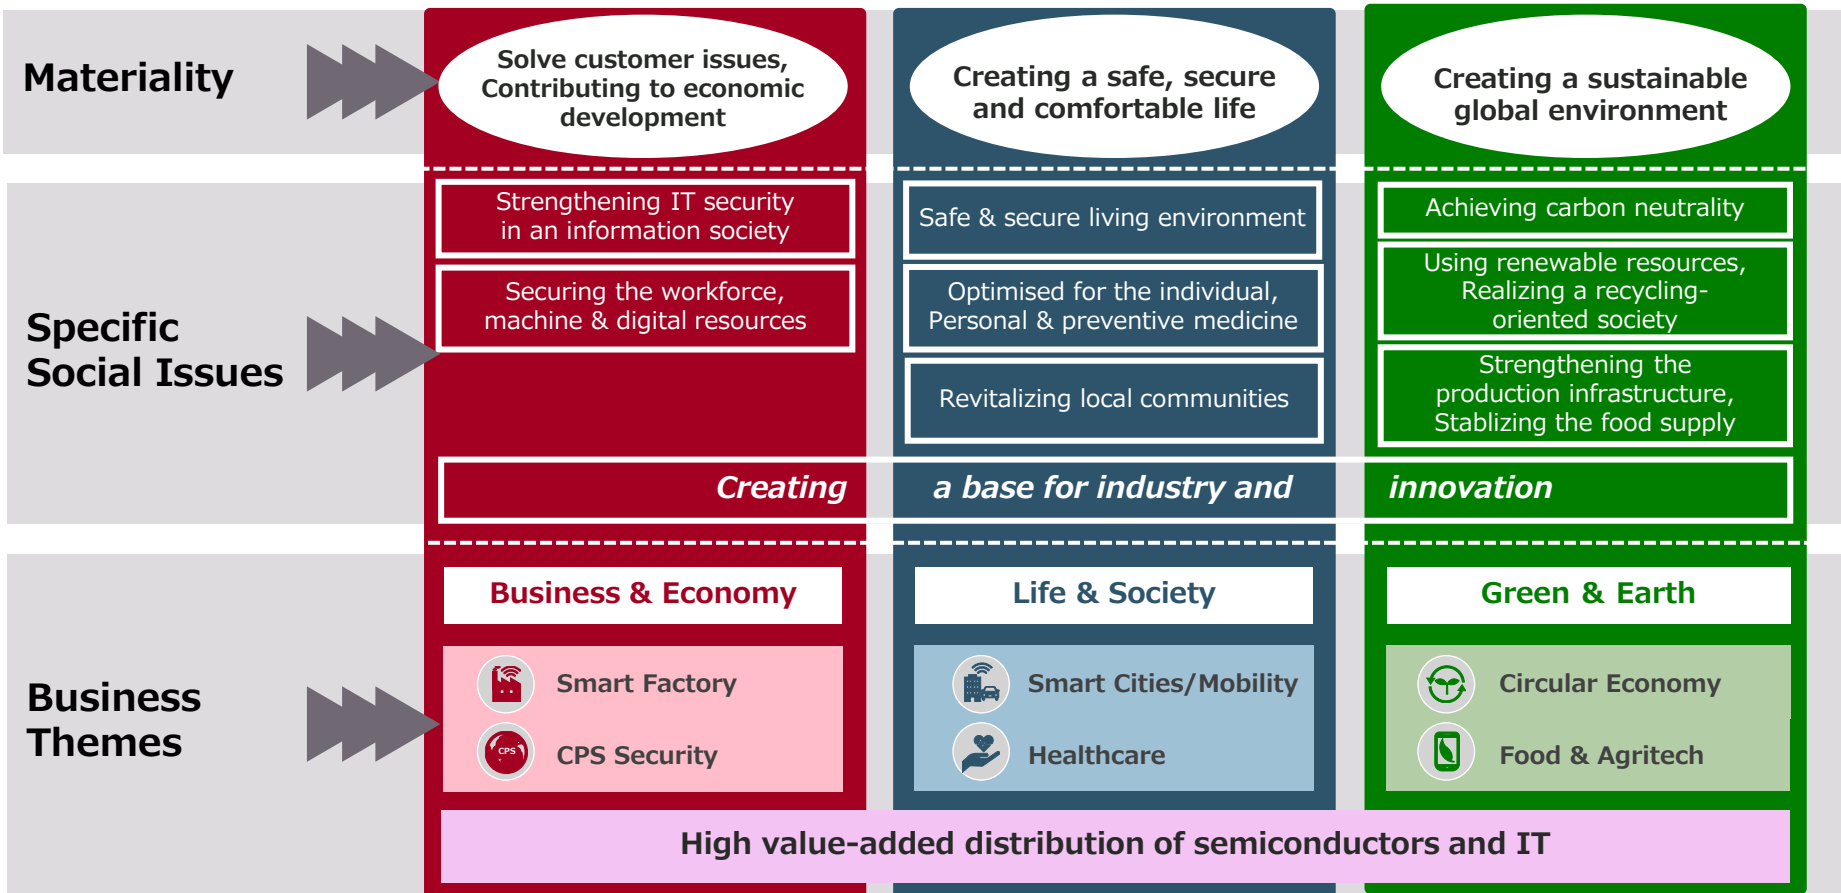 Materiality
Solve customer issues,
Contributing to economic
development
Creating a safe, secure
and comfortable life
Creating a sustainable
global environment
Specific
Social Issues
Strengthening IT security
in an information society
Securing the workforce,
machine & digital resources
Safe & secure living environment
Optimised for the individual,
Personal & preventive medicine
Revitalizing local communities
Achieving carbon neutrality
Using renewable resources,
Realizing a recycling-
oriented society
Strengthening the
production infrastructure,
Stablizing the food supply
Creating a base for industry and innovation
Business
Themes
Business & Economy
Smart Factory
CPS
CPS Security
Life & Society
Smart Cities/Mobility
Healthcare
Green & Earth
Circular Economy
Food & Agritech
High value-added distribution of semiconductors and IT